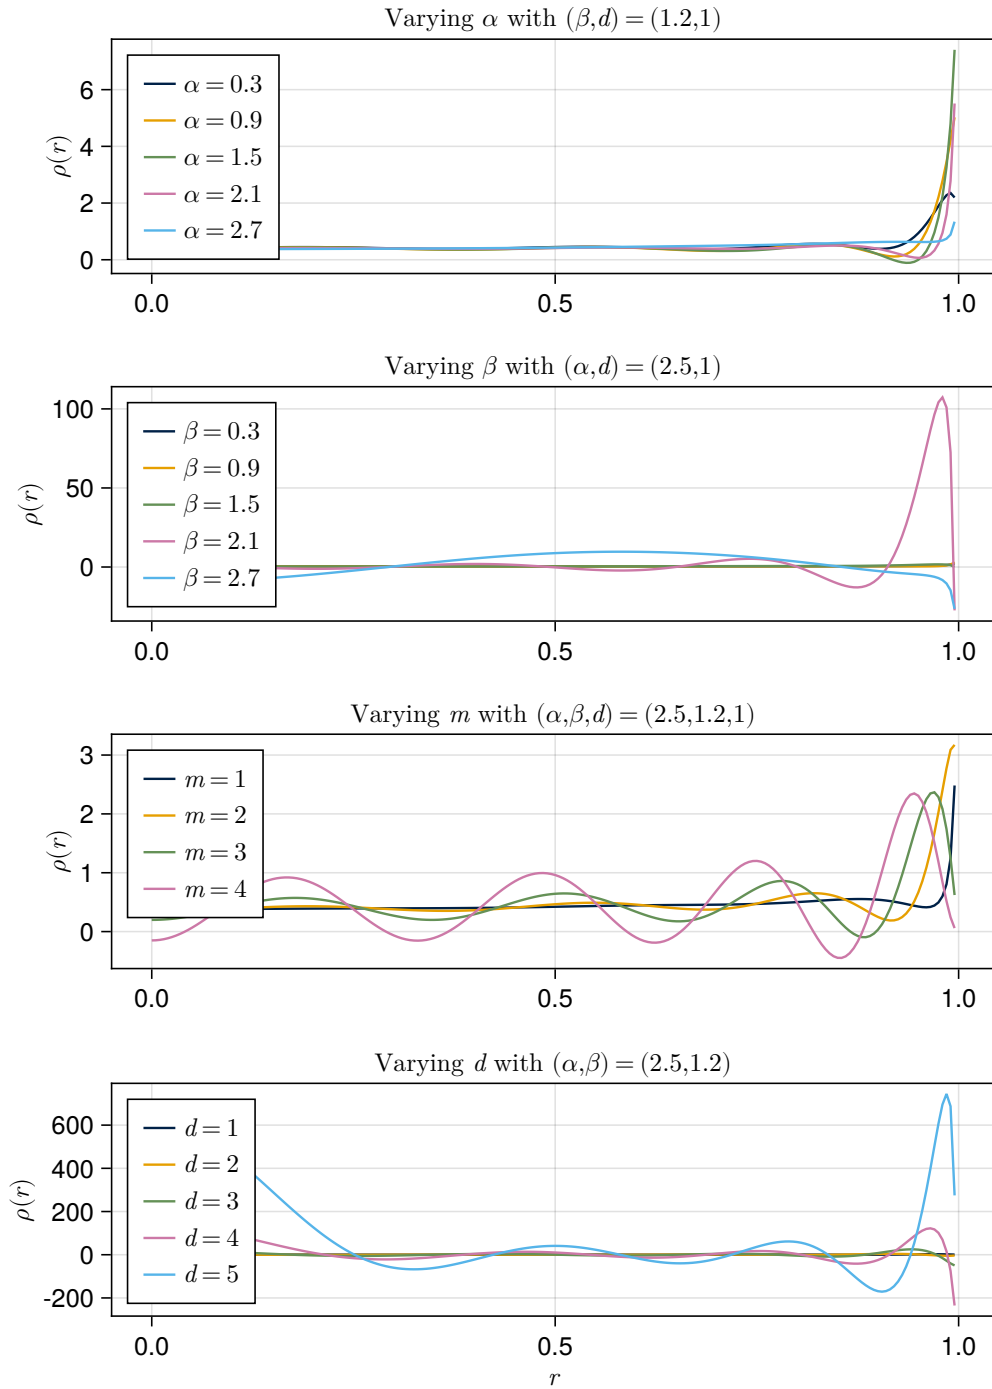 Varying α with (β,d) = (1.2,1)
ρ(r)
6
4
2
0
α = 0.3
α = 0.9
α = 1.5
α = 2.1
α = 2.7
0.0 0.5 1.0
Varying β with (α,d) = (2.5,1)
ρ(r)
100
50
0
β = 0.3
β = 0.9
β = 1.5
β = 2.1
β = 2.7
0.0 0.5 1.0
Varying m with (α,β,d) = (2.5,1.2,1)
ρ(r)
3
2
1
0
m = 1
m = 2
m = 3
m = 4
0.0 0.5 1.0
Varying d with (α,β) = (2.5,1.2)
ρ(r)
600
400
200
0
-200
d = 1
d = 2
d = 3
d = 4
d = 5
0.0 0.5 1.0
r